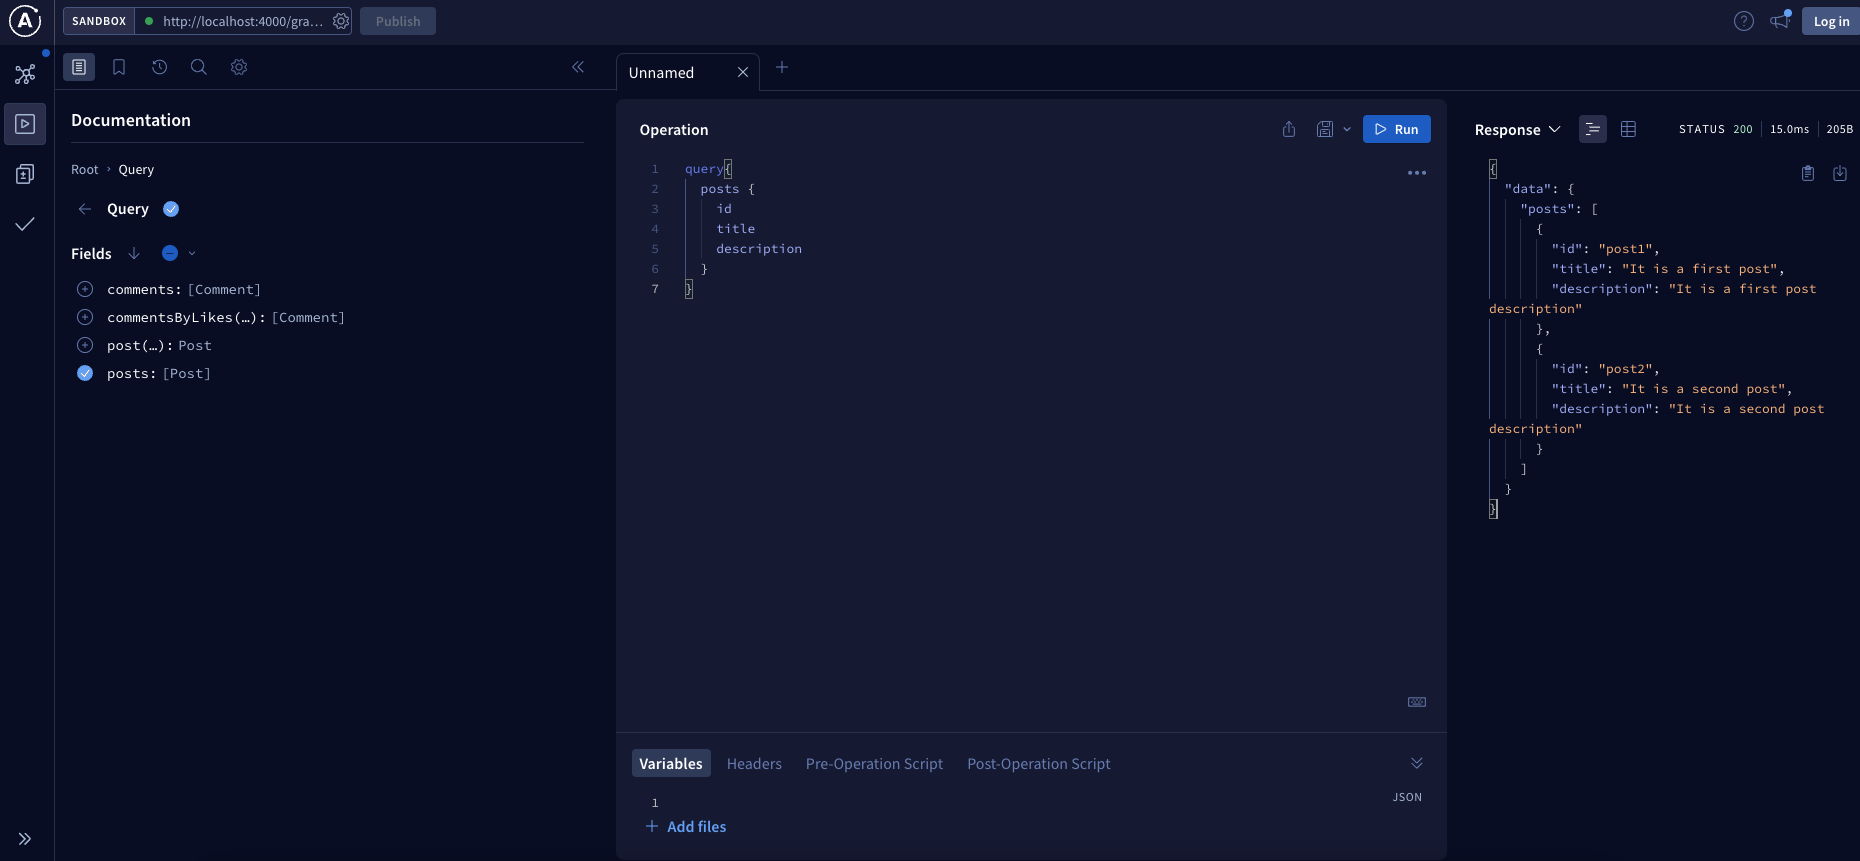 SANDBOX
http://localhost:4000/gra...
Publish
Log in
Documentation
Root › Query
Query
Fields
comments: [Comment]
commentsByLikes(…): [Comment]
post(…): Post
posts: [Post]
Unnamed
Operation
Run
1 query{
2 posts {
3 id
4 title
5 description
6 }
7 }
Variables
Headers
Pre-Operation Script
Post-Operation Script
1
JSON
+ Add files
Response
STATUS 200
15.0ms
205B
{
"data": {
"posts": [
{
"id": "post1",
"title": "It is a first post",
"description": "It is a first post
description"
},
{
"id": "post2",
"title": "It is a second post",
"description": "It is a second post
description"
}
]
}
}